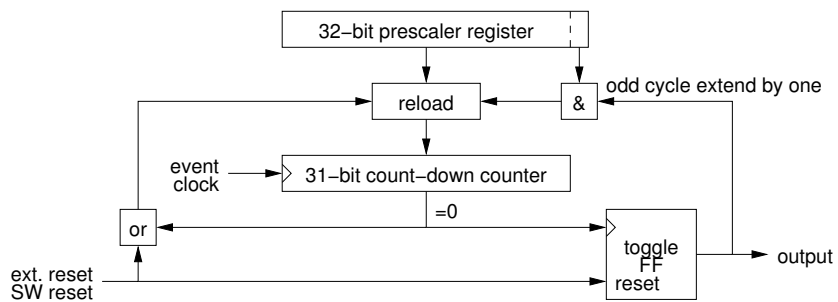 32−bit prescaler register
odd cycle extend by one
reload
&
event
clock
31−bit count−down counter
=0
or
toggle
FF
reset
output
ext. reset
SW reset